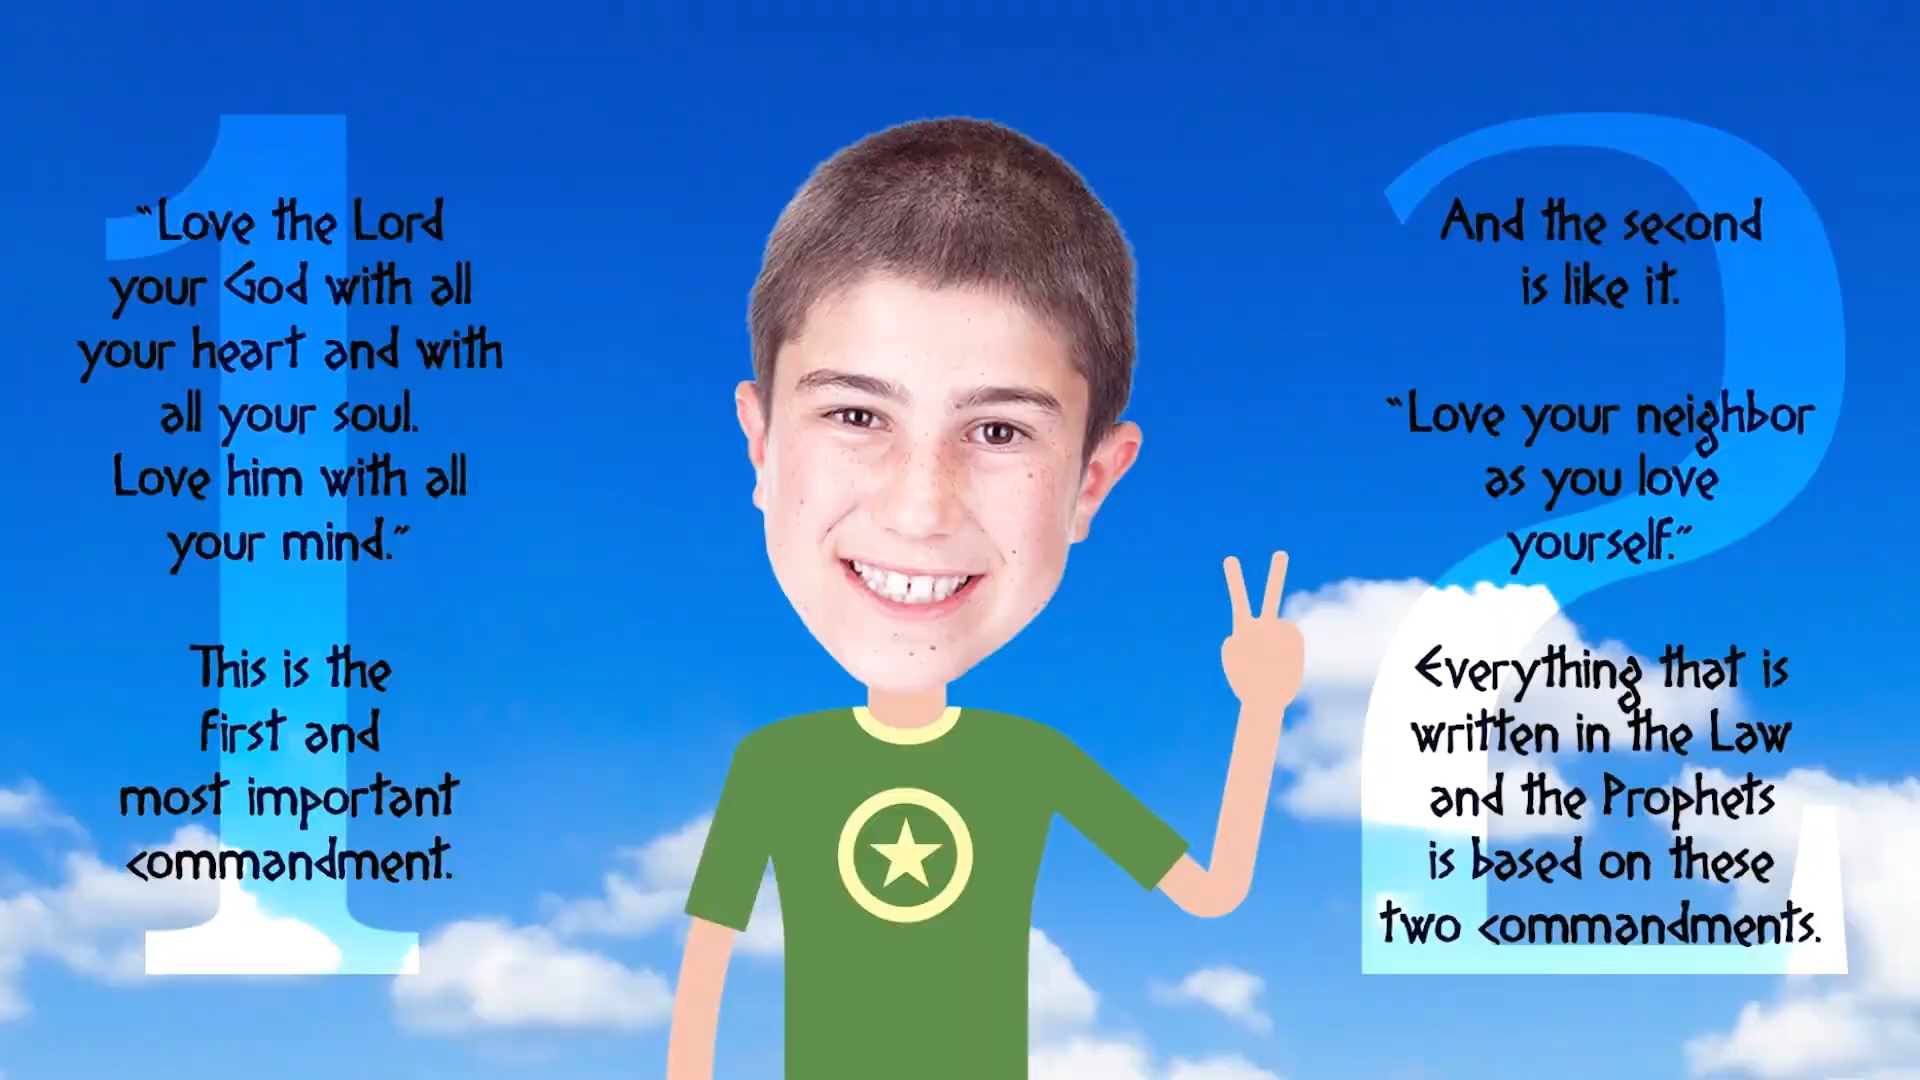 1
“Love the Lord
your God with all
your heart and with
all your soul.
Love him with all
your mind.”
This is the
first and
most important
commandment.
2
And the second
is like it.
“Love your neighbor
as you love
yourself.”
Everything that is
written in the Law
and the Prophets
is based on these
two commandments.